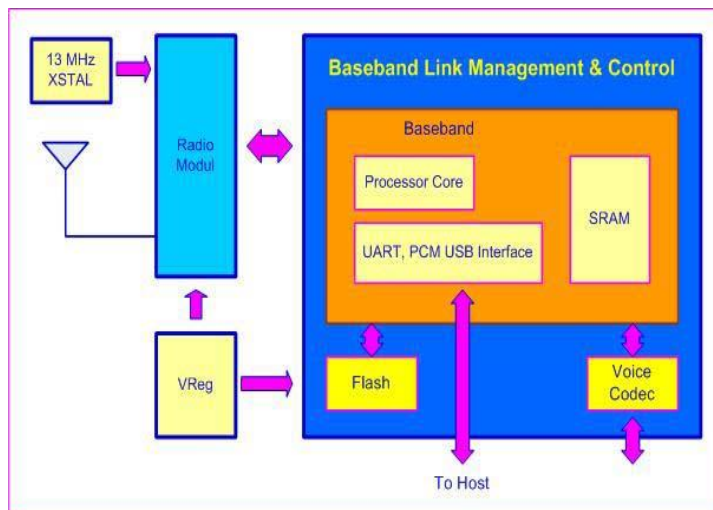 13 MHz
XSTAL
Radio
Modul
Baseband Link Management & Control
Baseband
Processor Core
UART, PCM USB Interface
SRAM
VReg
Flash
Voice
Codec
To Host